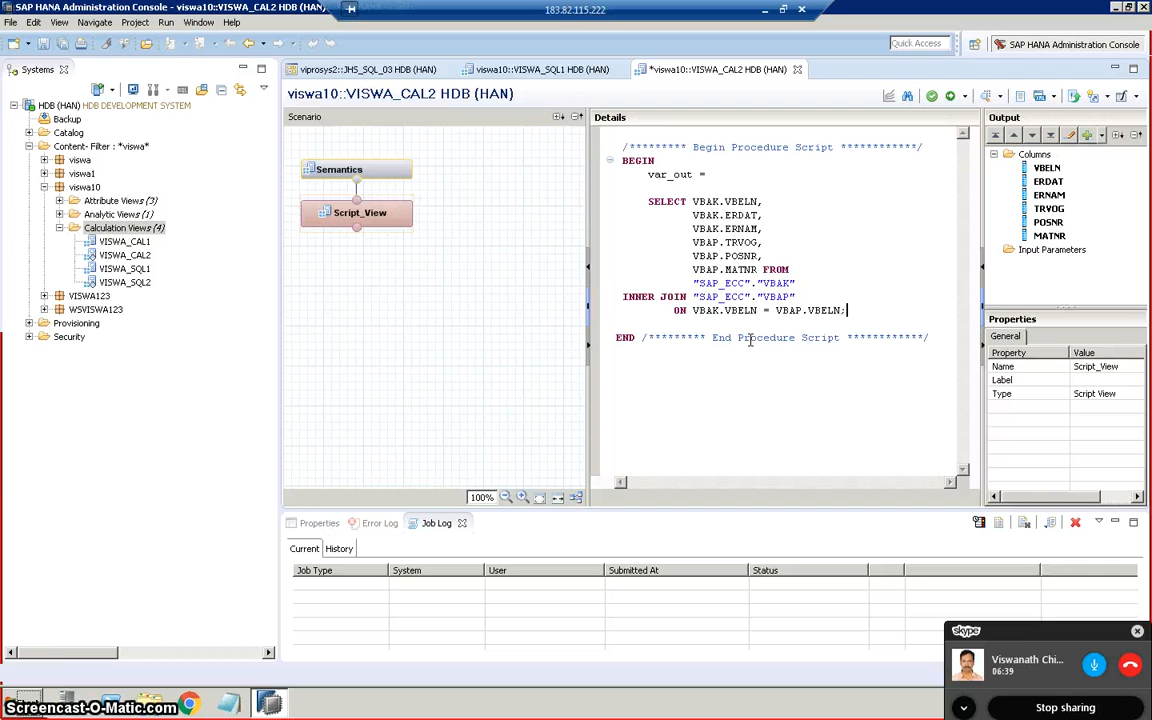 SAP HANA Administration Console - viswa10::VISWA_CAL2 HDB (HAN)
183.82.115.222
File Edit View Navigate Project Run Window Help
Quick Access
SAP HANA Administration Console
Systems
viprosys2::JHS_SQL_03 HDB (HAN)
viswa10::VISWA_SQL1 HDB (HAN)
*viswa10::VISWA_CAL2 HDB (HAN)
HDB (HAN) HDB DEVELOPMENT SYSTEM
Backup
Catalog
Content- Filter : *viswa*
viswa
viswa1
viswa10
Attribute Views (3)
Analytic Views (1)
Calculation Views (4)
VISWA_CAL1
VISWA_CAL2
VISWA_SQL1
VISWA_SQL2
VISWA123
WSVISWA123
Provisioning
Security
viswa10::VISWA_CAL2 HDB (HAN)
Scenario
Semantics
Script_View
100%
Details
/********* Begin Procedure Script ************/
BEGIN
var_out =
SELECT VBAK.VBELN,
VBAK.ERDAT,
VBAK.ERNAM,
VBAP.TRVOG,
VBAP.POSNR,
VBAP.MATNR FROM
"SAP_ECC"."VBAK"
INNER JOIN "SAP_ECC"."VBAP"
ON VBAK.VBELN = VBAP.VBELN;
END /********* End Procedure Script ************/
Output
Columns
VBELN
ERDAT
ERNAM
TRVOG
POSNR
MATNR
Input Parameters
Properties
General
Property Value
Name Script_View
Label
Type Script View
Properties Error Log Job Log
Current History
Job Type System User Submitted At Status
skype
Viswanath Chi...
06:39
Stop sharing
Screencast-O-Matic.com